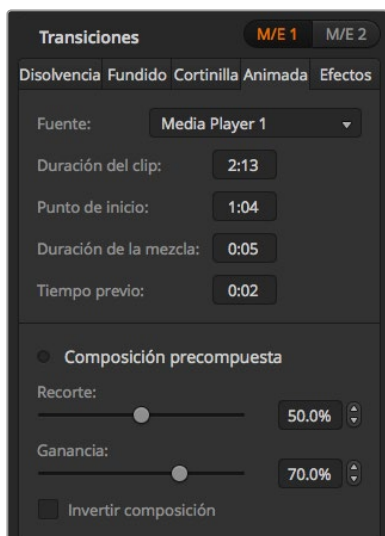 Transiciones M/E 1 M/E 2
Disolvencia Fundido Cortinilla Animada Efectos
Fuente: Media Player 1
Duración del clip: 2:13
Punto de inicio: 1:04
Duración de la mezcla: 0:05
Tiempo previo: 0:02
Composición precompuesta
Recorte:
50.0%
Ganancia:
70.0%
Invertir composición